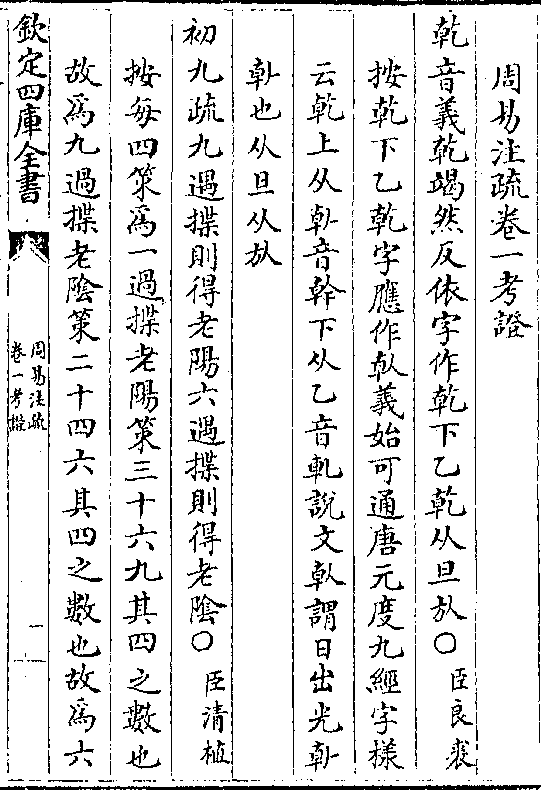 周易注疏卷一考證
乾音義乾竭然反依字作乾下乙乾从旦㫃〇臣良裘
按乾下乙乾字應作倝義始可通唐元度九經字樣
云乾上从倝音幹下从乙音軋說文倝謂日出光倝
倝也从旦从㫃
初九疏九遇揲則得老陽六遇揲則得老陰〇臣清植
按每四策爲一過揲老陽策三十六九其四之數也
故爲九過揲老陰策二十四六其四之數也故爲六
欽定四庫全書
周易注疏
卷一考證
一